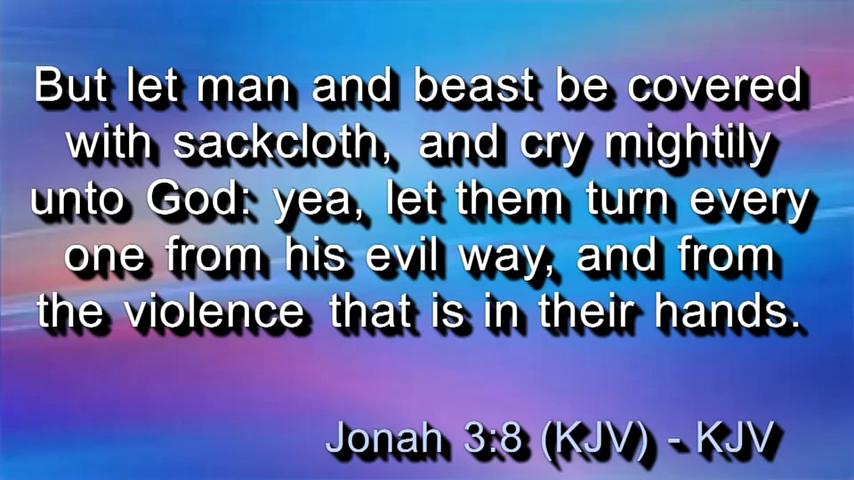 But let man and beast be covered
with sackcloth, and cry mightily
unto God: yea, let them turn every
one from his evil way, and from
the violence that is in their hands.
Jonah 3:8 (KJV) - KJV